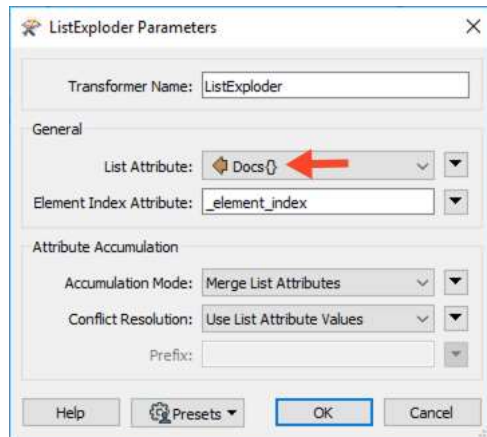 ListExploder Parameters
Transformer Name: ListExploder
General
List Attribute: Docs{}
Element Index Attribute: _element_index
Attribute Accumulation
Accumulation Mode: Merge List Attributes
Conflict Resolution: Use List Attribute Values
Prefix:
Help Presets OK Cancel